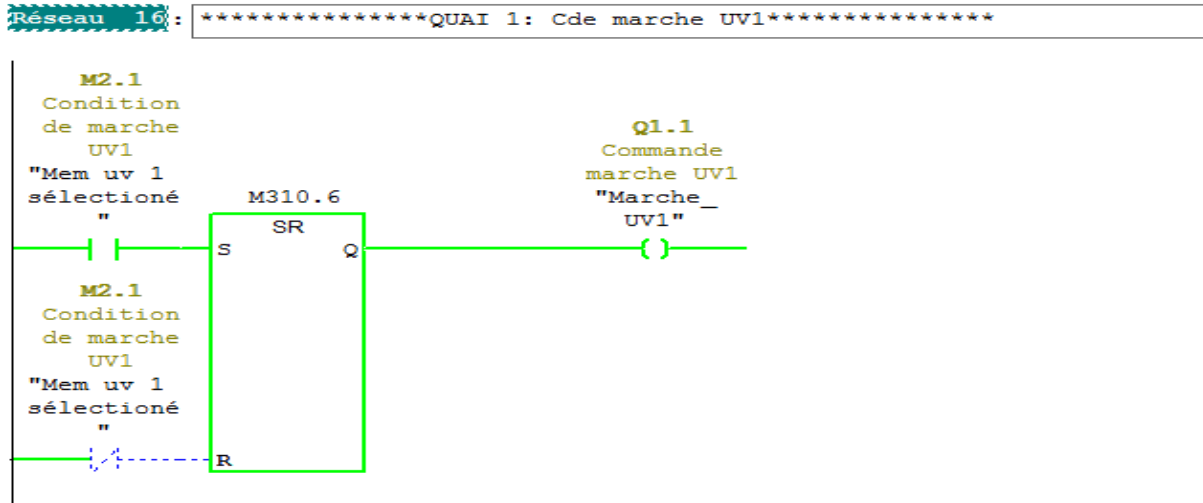 Réseau 16 : ***************QUAI 1: Cde marche UV1***************
M2.1
Condition
de marche
UV1
"Mem uv 1
sélectioné
"
M310.6
SR
S
Q
Q1.1
Commande
marche UV1
"Marche_
UV1"
( )
M2.1
Condition
de marche
UV1
"Mem uv 1
sélectioné
"
R